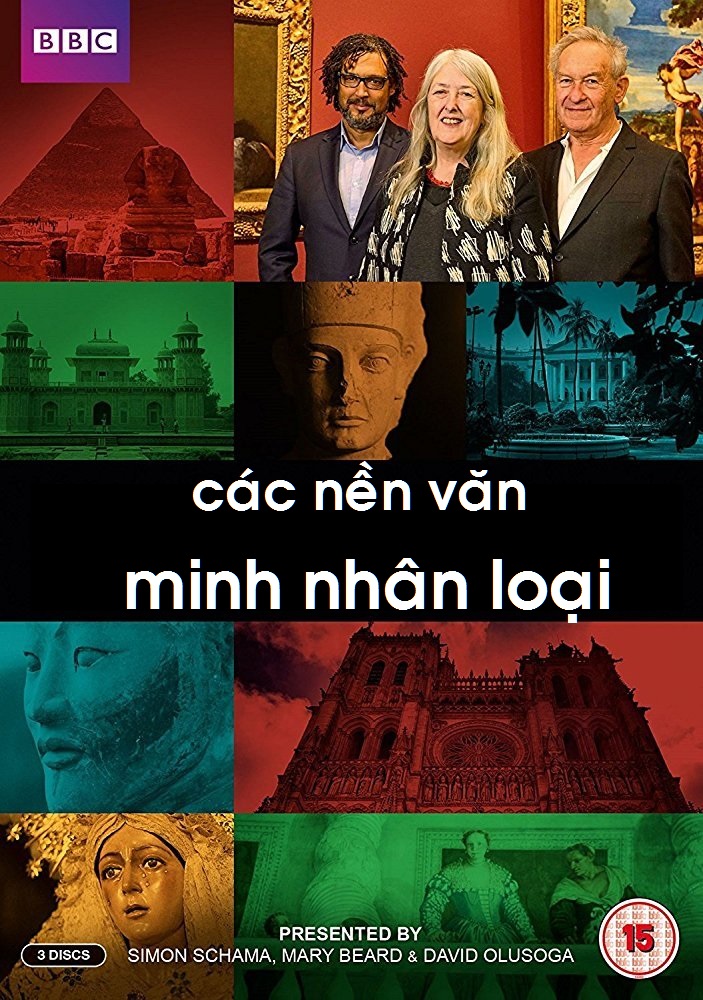 BBC
các nền văn
minh nhân loại
PRESENTED BY
3 DISCS
SIMON SCHAMA, MARY BEARD & DAVID OLUSOGA
15